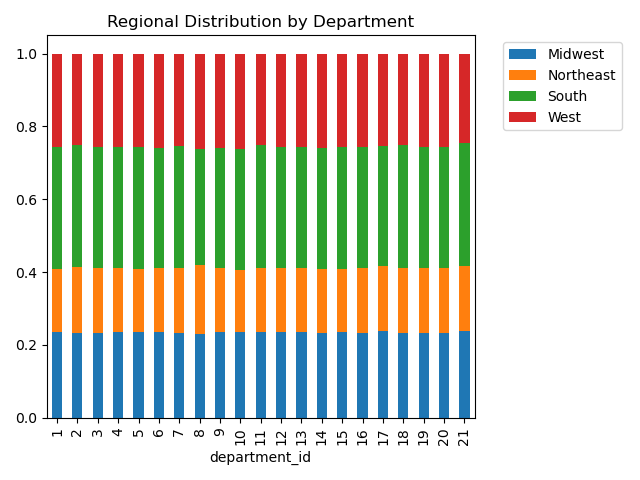 Regional Distribution by Department
Midwest
Northeast
South
West
1.0
0.8
0.6
0.4
0.2
0.0
1 2 3 4 5 6 7 8 9 10 11 12 13 14 15 16 17 18 19 20 21
department_id